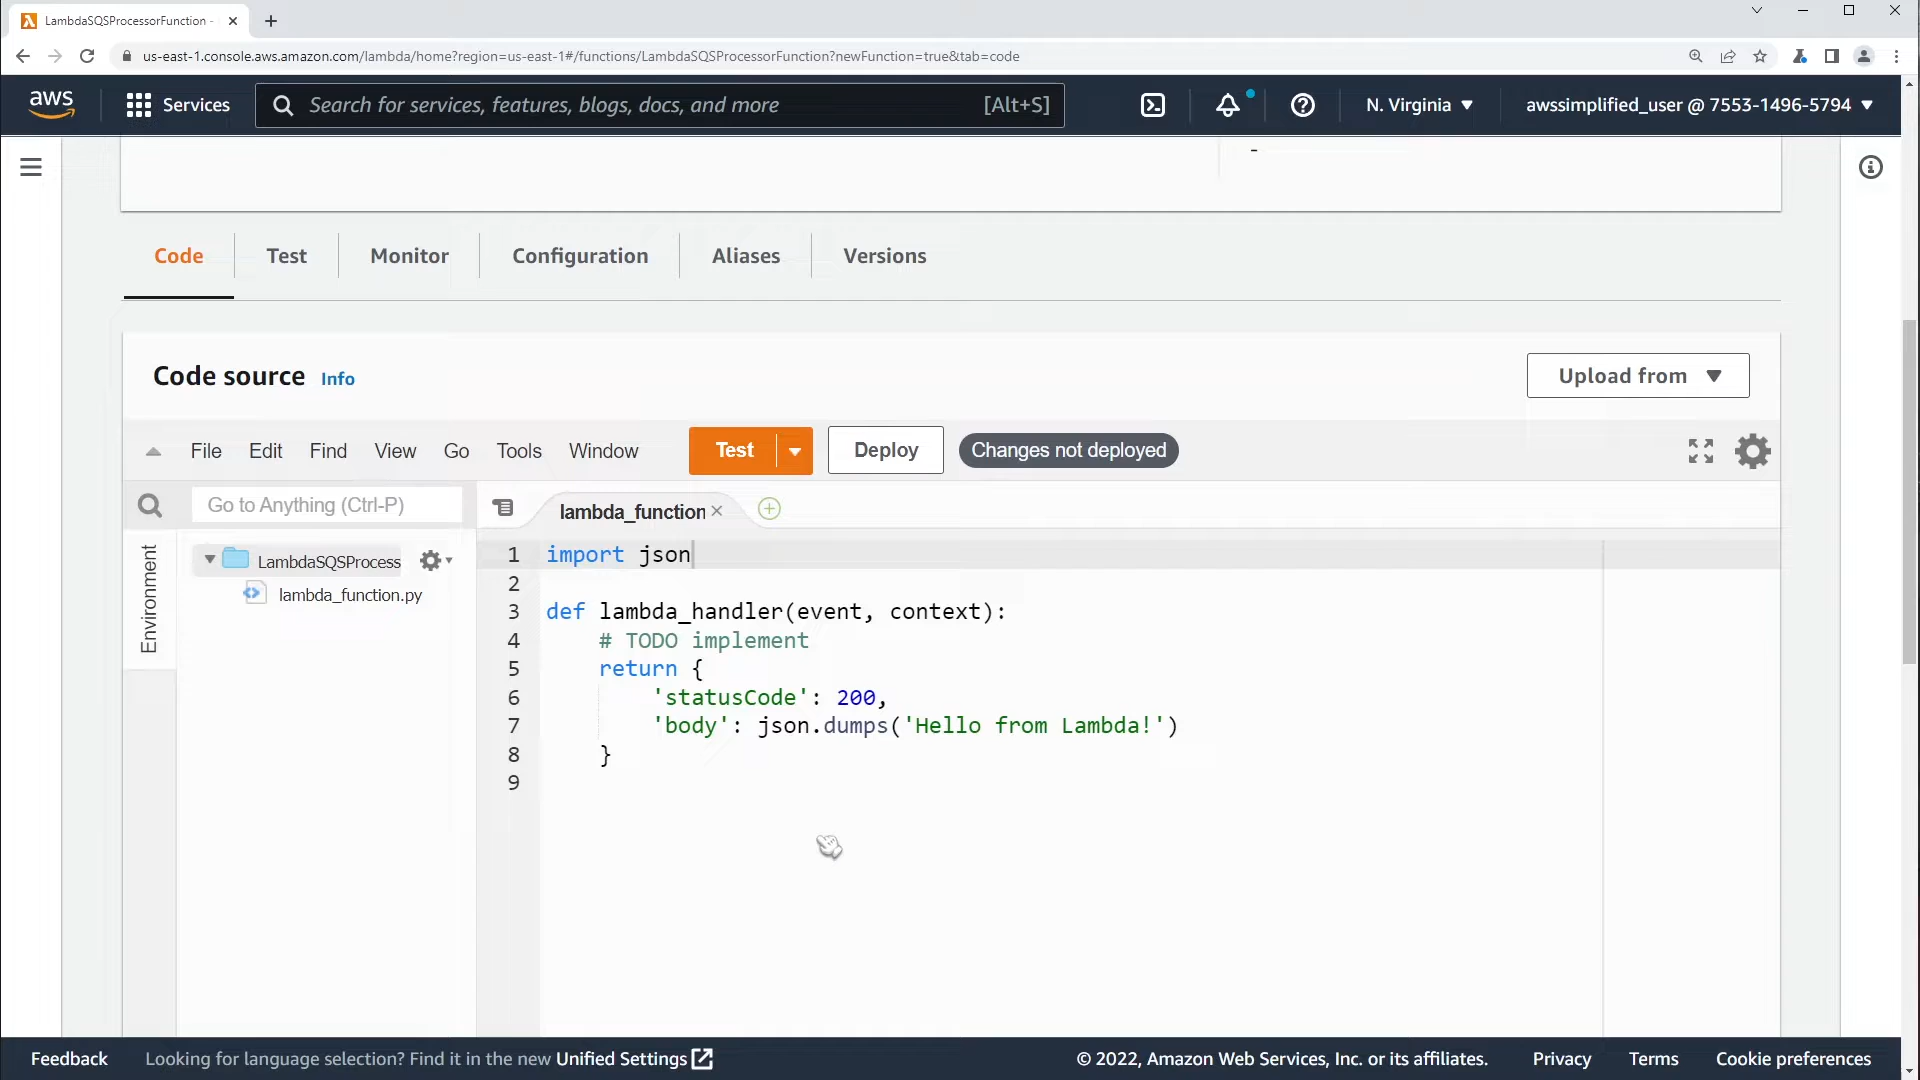 LambdaSQSProcessorFunction -
us-east-1.console.aws.amazon.com/lambda/home?region=us-east-1#/functions/LambdaSQSProcessorFunction?newFunction=true&tab=code
aws
Services
Search for services, features, blogs, docs, and more
[Alt+S]
N. Virginia
awssimplified_user @ 7553-1496-5794
-
Code
Test
Monitor
Configuration
Aliases
Versions
Code source Info
Upload from
File
Edit
Find
View
Go
Tools
Window
Test
Deploy
Changes not deployed
Go to Anything (Ctrl-P)
lambda_function
Environment
LambdaSQSProcess
lambda_function.py
1 import json
2
3 def lambda_handler(event, context):
4     # TODO implement
5     return {
6         'statusCode': 200,
7         'body': json.dumps('Hello from Lambda!')
8     }
9
Feedback
Looking for language selection? Find it in the new Unified Settings
© 2022, Amazon Web Services, Inc. or its affiliates.
Privacy
Terms
Cookie preferences